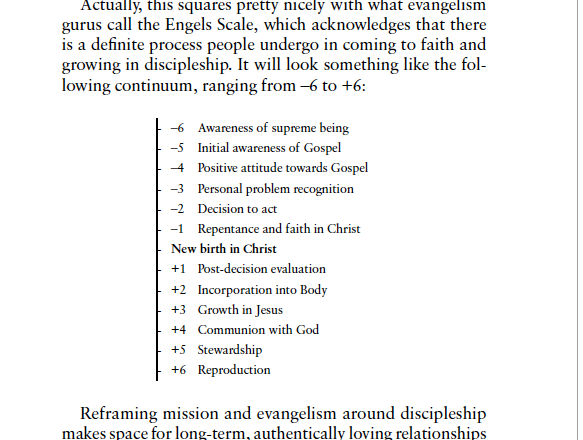 Actually, this squares pretty nicely with what evangelism
gurus call the Engels Scale, which acknowledges that there
is a definite process people undergo in coming to faith and
growing in discipleship. It will look something like the fol-
lowing continuum, ranging from –6 to +6:
–6 Awareness of supreme being
–5 Initial awareness of Gospel
–4 Positive attitude towards Gospel
–3 Personal problem recognition
–2 Decision to act
–1 Repentance and faith in Christ
New birth in Christ
+1 Post-decision evaluation
+2 Incorporation into Body
+3 Growth in Jesus
+4 Communion with God
+5 Stewardship
+6 Reproduction
Reframing mission and evangelism around discipleship
makes space for long-term, authentically loving relationships